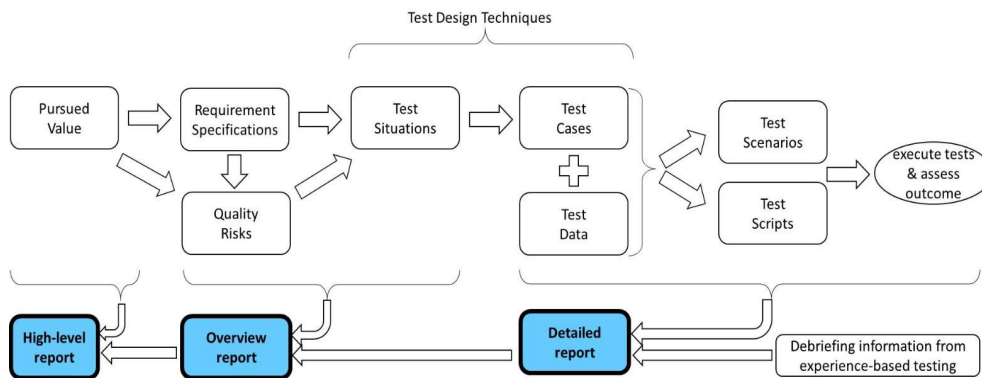 Test Design Techniques
Pursued
Value
Requirement
Specifications
Test
Situations
Test
Cases
Test
Scenarios
execute tests
& assess
outcome
Quality
Risks
Test
Data
Test
Scripts
High-level
report
Overview
report
Detailed
report
Debriefing information from
experience-based testing